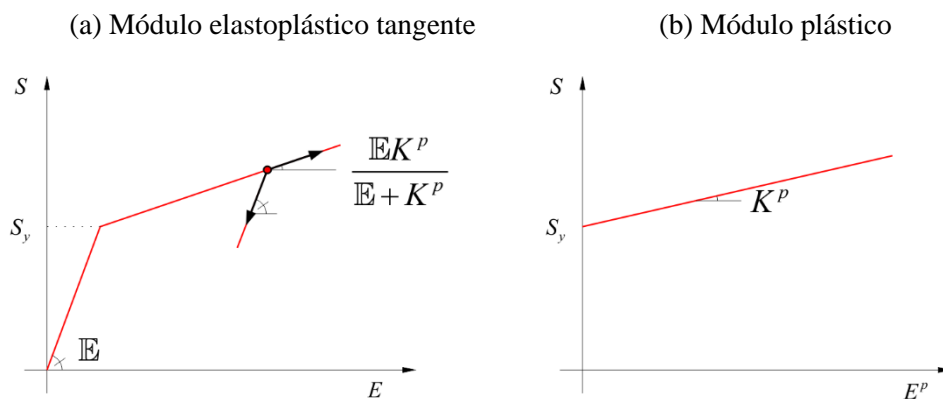 (a) Módulo elastoplástico tangente
(b) Módulo plástico
S
S
𝔼K^p
𝔼 + K^p
K^p
S_y
S_y
𝔼
E
E^p